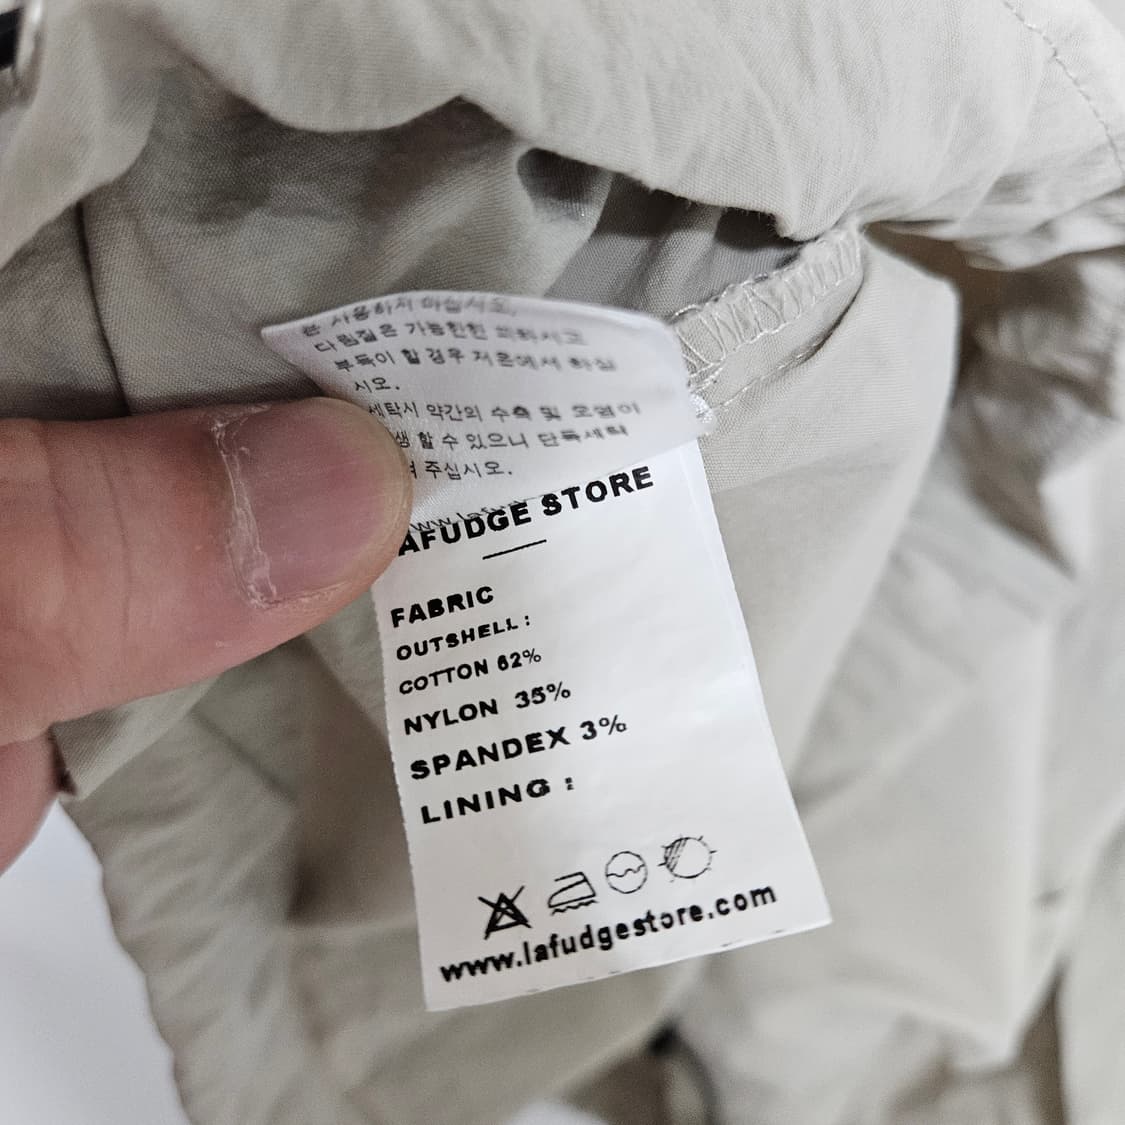 사용하지 마십시오.
다림질은 가능한한 피하시고
부득이 할 경우 저온에서 하십
시오.
세탁시 약간의 수축 및 오염이
생 할 수 있으니 단독세탁
주십시오.
AFUDGE STORE
FABRIC
OUTSHELL :
COTTON 62%
NYLON 35%
SPANDEX 3%
LINING :
www.lafudgestore.com